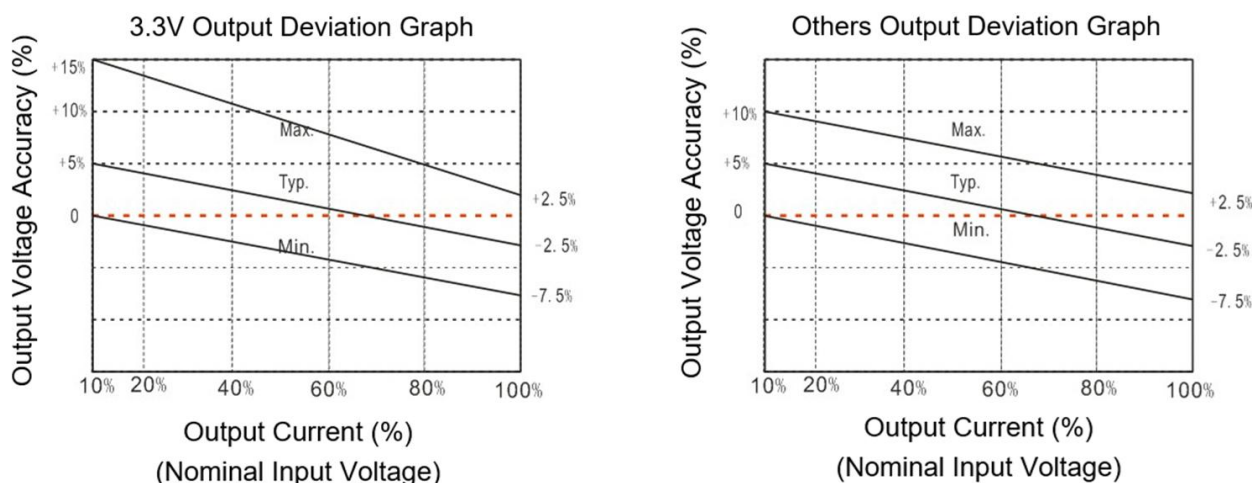 3.3V Output Deviation Graph
Output Voltage Accuracy (%)
+15%
+10%
+5%
0
Max.
Typ.
Min.
+2.5%
-2.5%
-7.5%
10% 20% 40% 60% 80% 100%
Output Current (%)
(Nominal Input Voltage)
Others Output Deviation Graph
Output Voltage Accuracy (%)
+10%
+5%
0
Max.
Typ.
Min.
+2.5%
-2.5%
-7.5%
10% 20% 40% 60% 80% 100%
Output Current (%)
(Nominal Input Voltage)